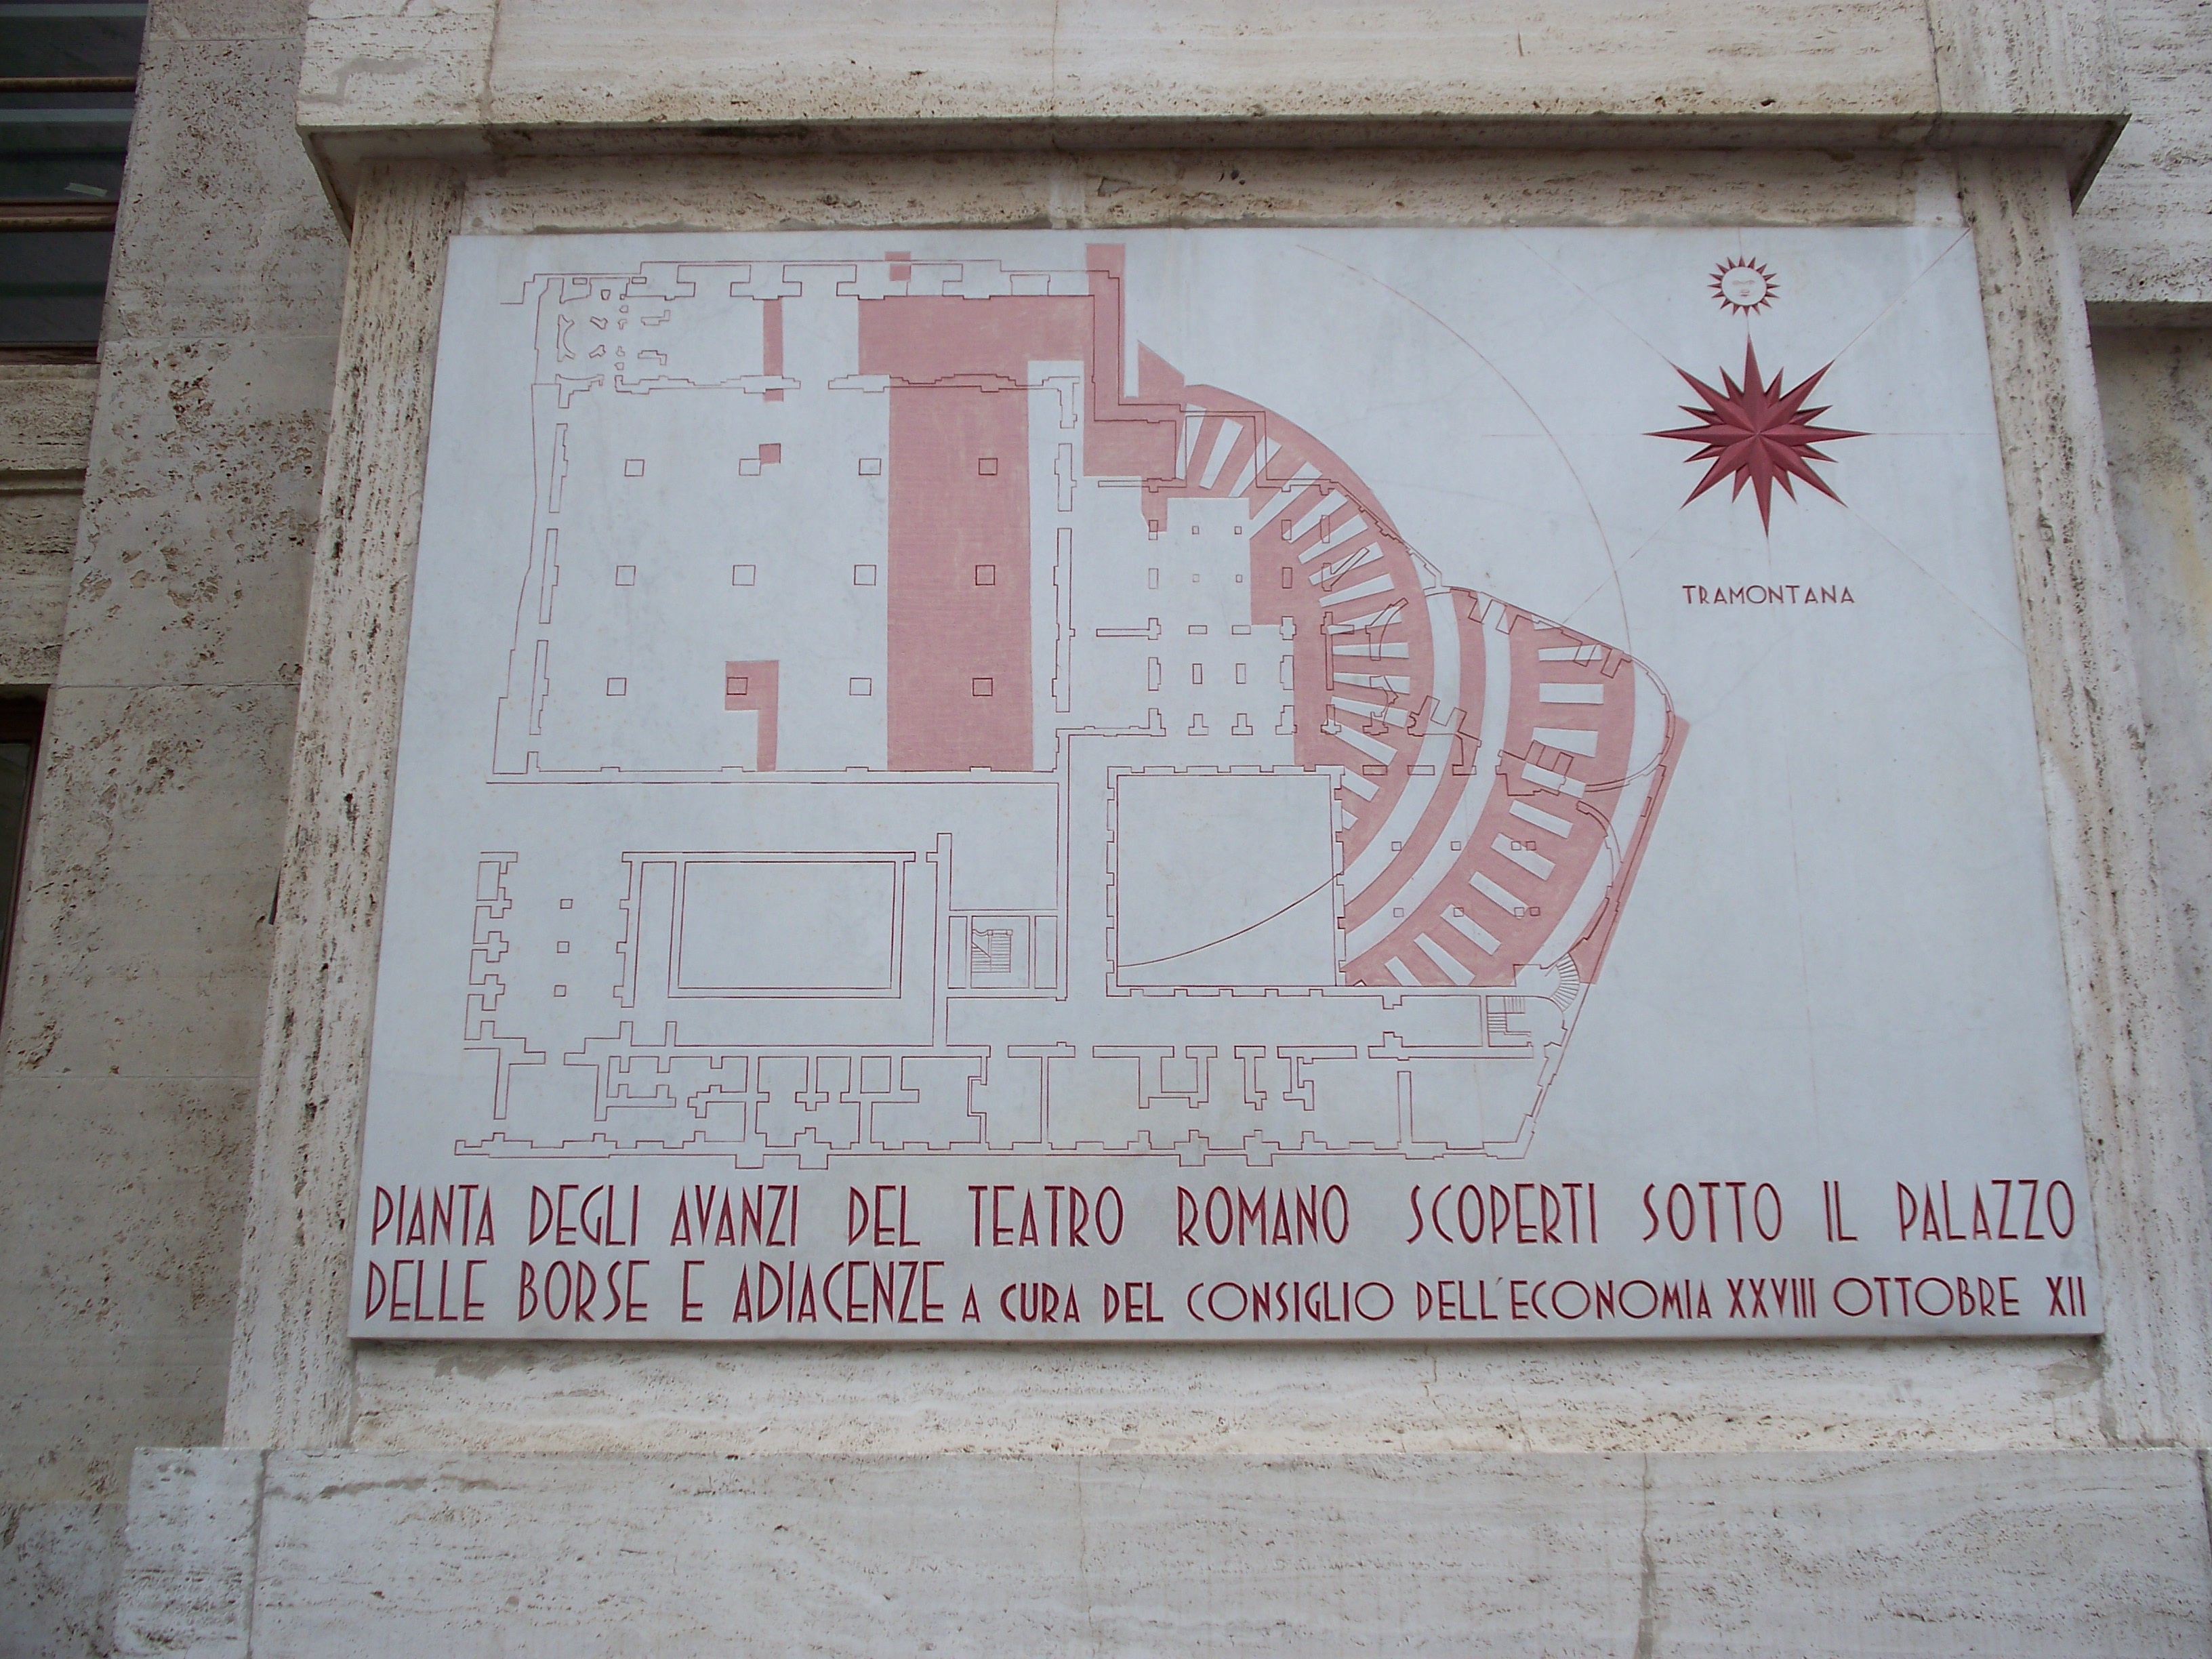 TRAMONTANA
PIANTA DEGLI AVANZI DEL TEATRO ROMANO SCOPERTI SOTTO IL PALAZZO
DELLE BORSE E ADIACENZE A CURA DEL CONSIGLIO DELL'ECONOMIA XXVIII OTTOBRE XII